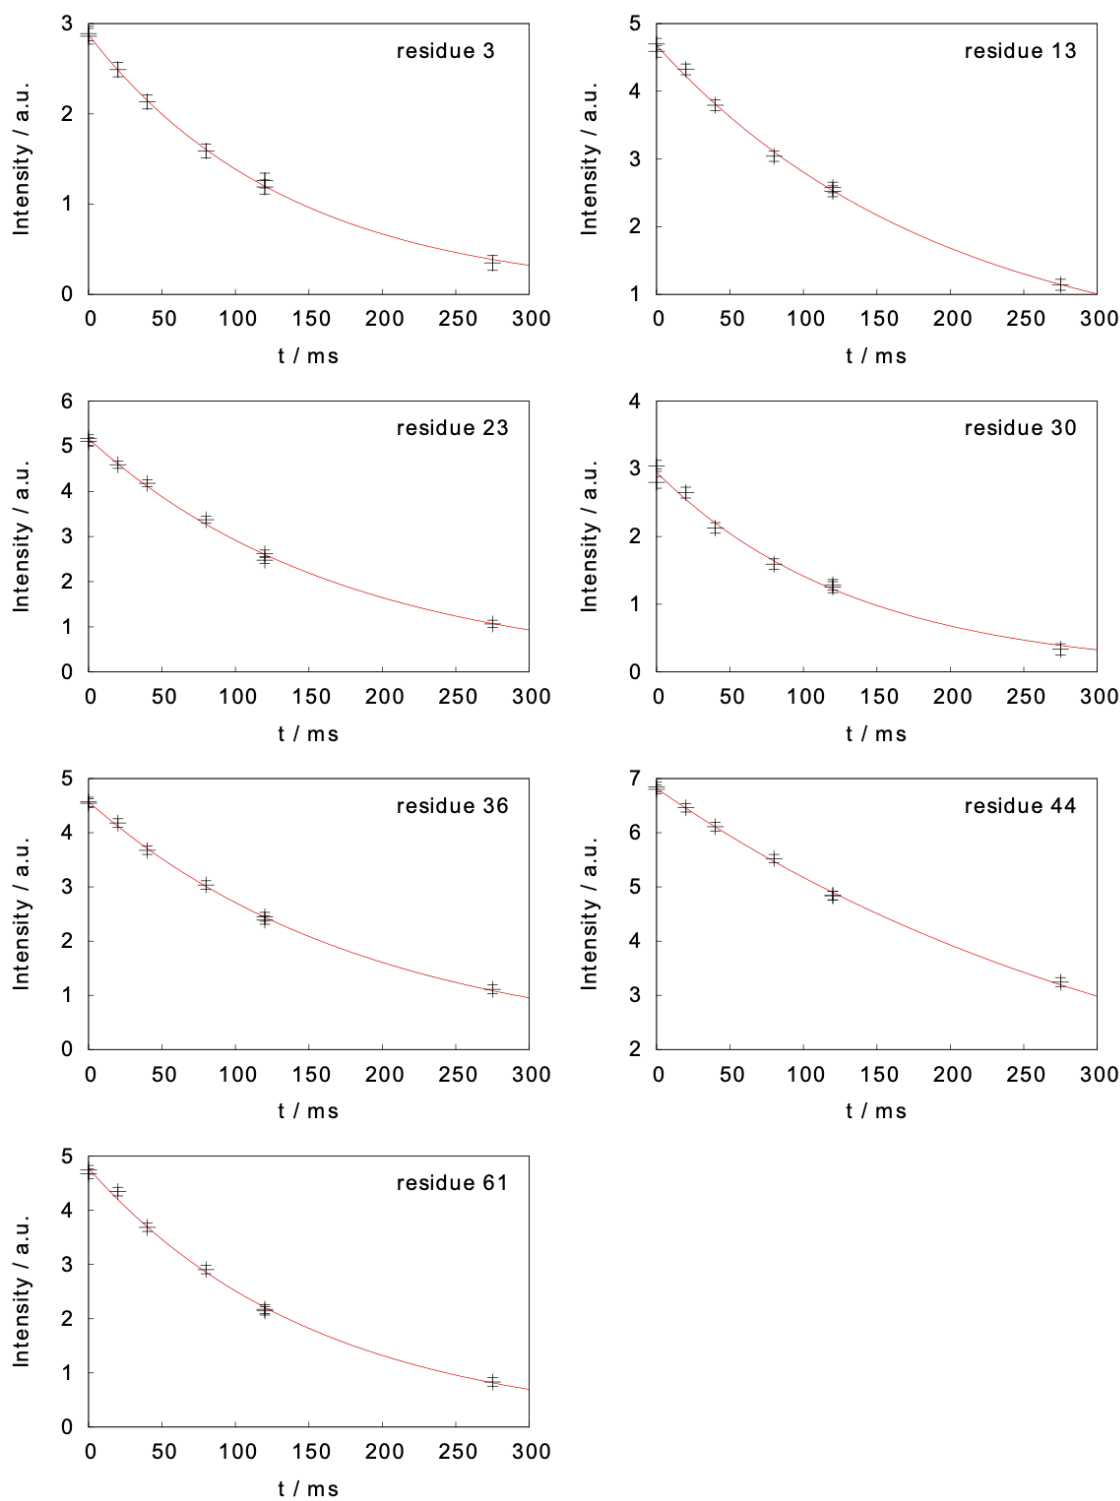 residue 3
Intensity / a.u.
3
2
1
0
0 50 100 150 200 250 300
t / ms
residue 13
Intensity / a.u.
5
4
3
2
1
0 50 100 150 200 250 300
t / ms
residue 23
Intensity / a.u.
6
5
4
3
2
1
0
0 50 100 150 200 250 300
t / ms
residue 30
Intensity / a.u.
4
3
2
1
0
0 50 100 150 200 250 300
t / ms
residue 36
Intensity / a.u.
5
4
3
2
1
0
0 50 100 150 200 250 300
t / ms
residue 44
Intensity / a.u.
7
6
5
4
3
2
0 50 100 150 200 250 300
t / ms
residue 61
Intensity / a.u.
5
4
3
2
1
0
0 50 100 150 200 250 300
t / ms